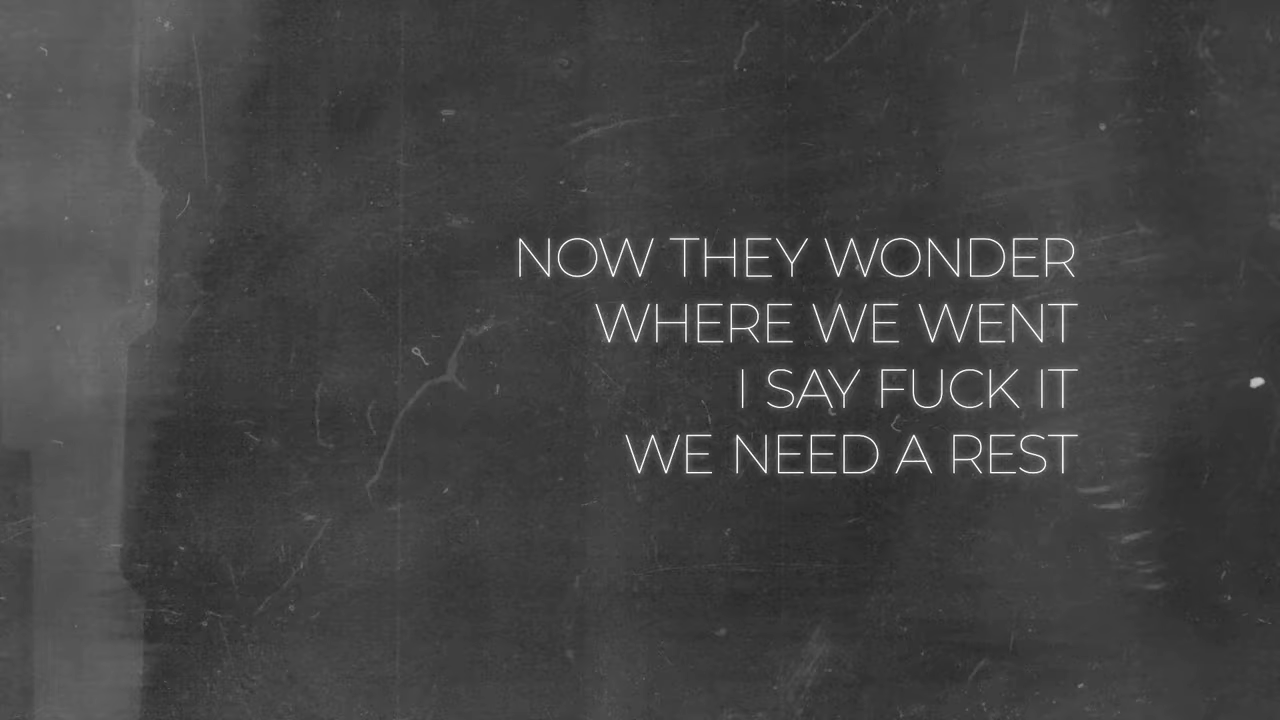 NOW THEY WONDER
WHERE WE WENT
I SAY FUCK IT
WE NEED A REST